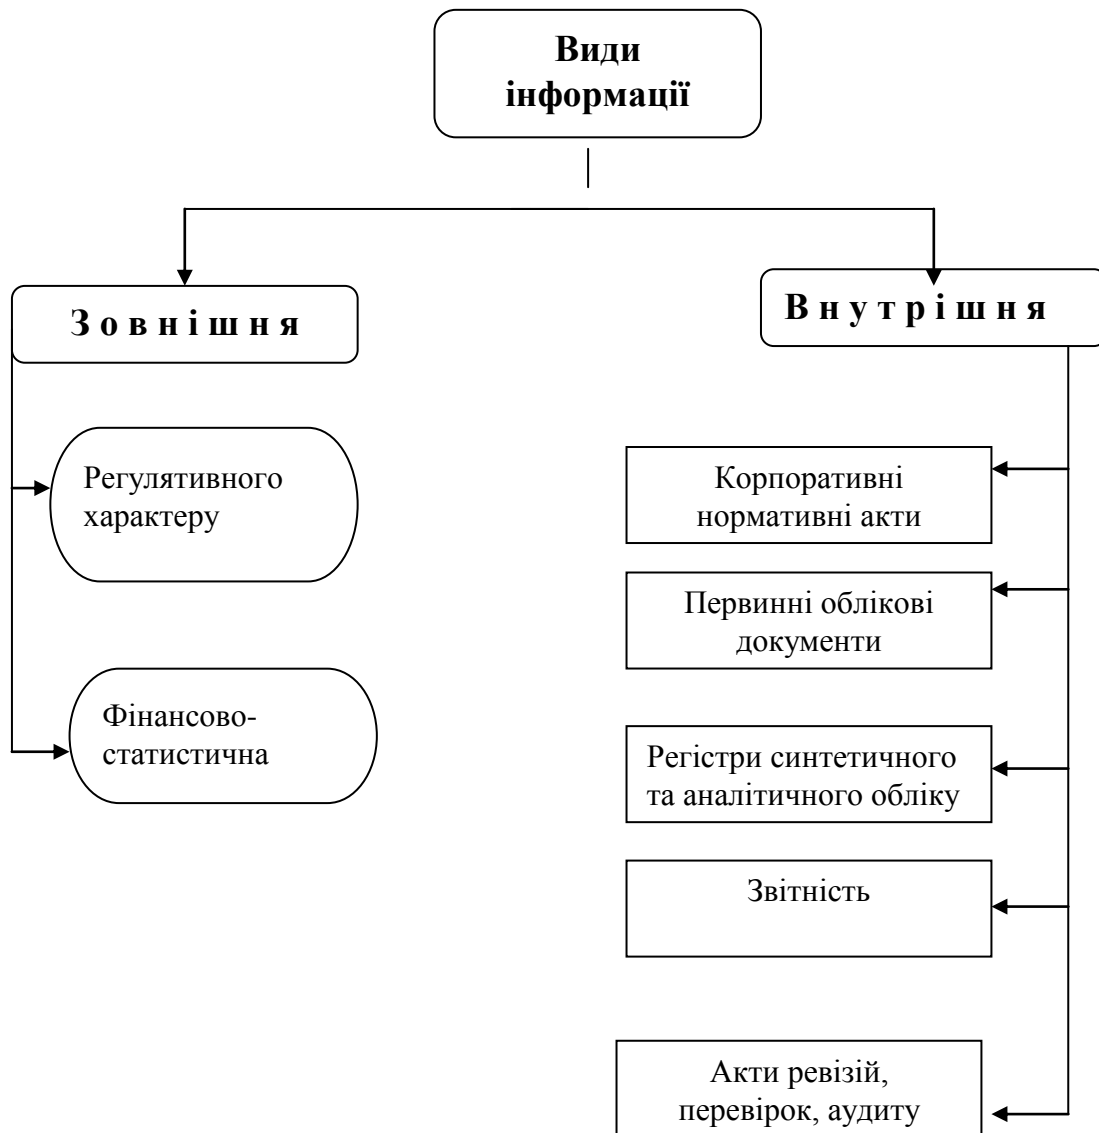 Види
інформації
З о в н і ш н я
В н у т р і ш н я
Регулятивного
характеру
Фінансово-
статистична
Корпоративні
нормативні акти
Первинні облікові
документи
Регістри синтетичного
та аналітичного обліку
Звітність
Акти ревізій,
перевірок, аудиту